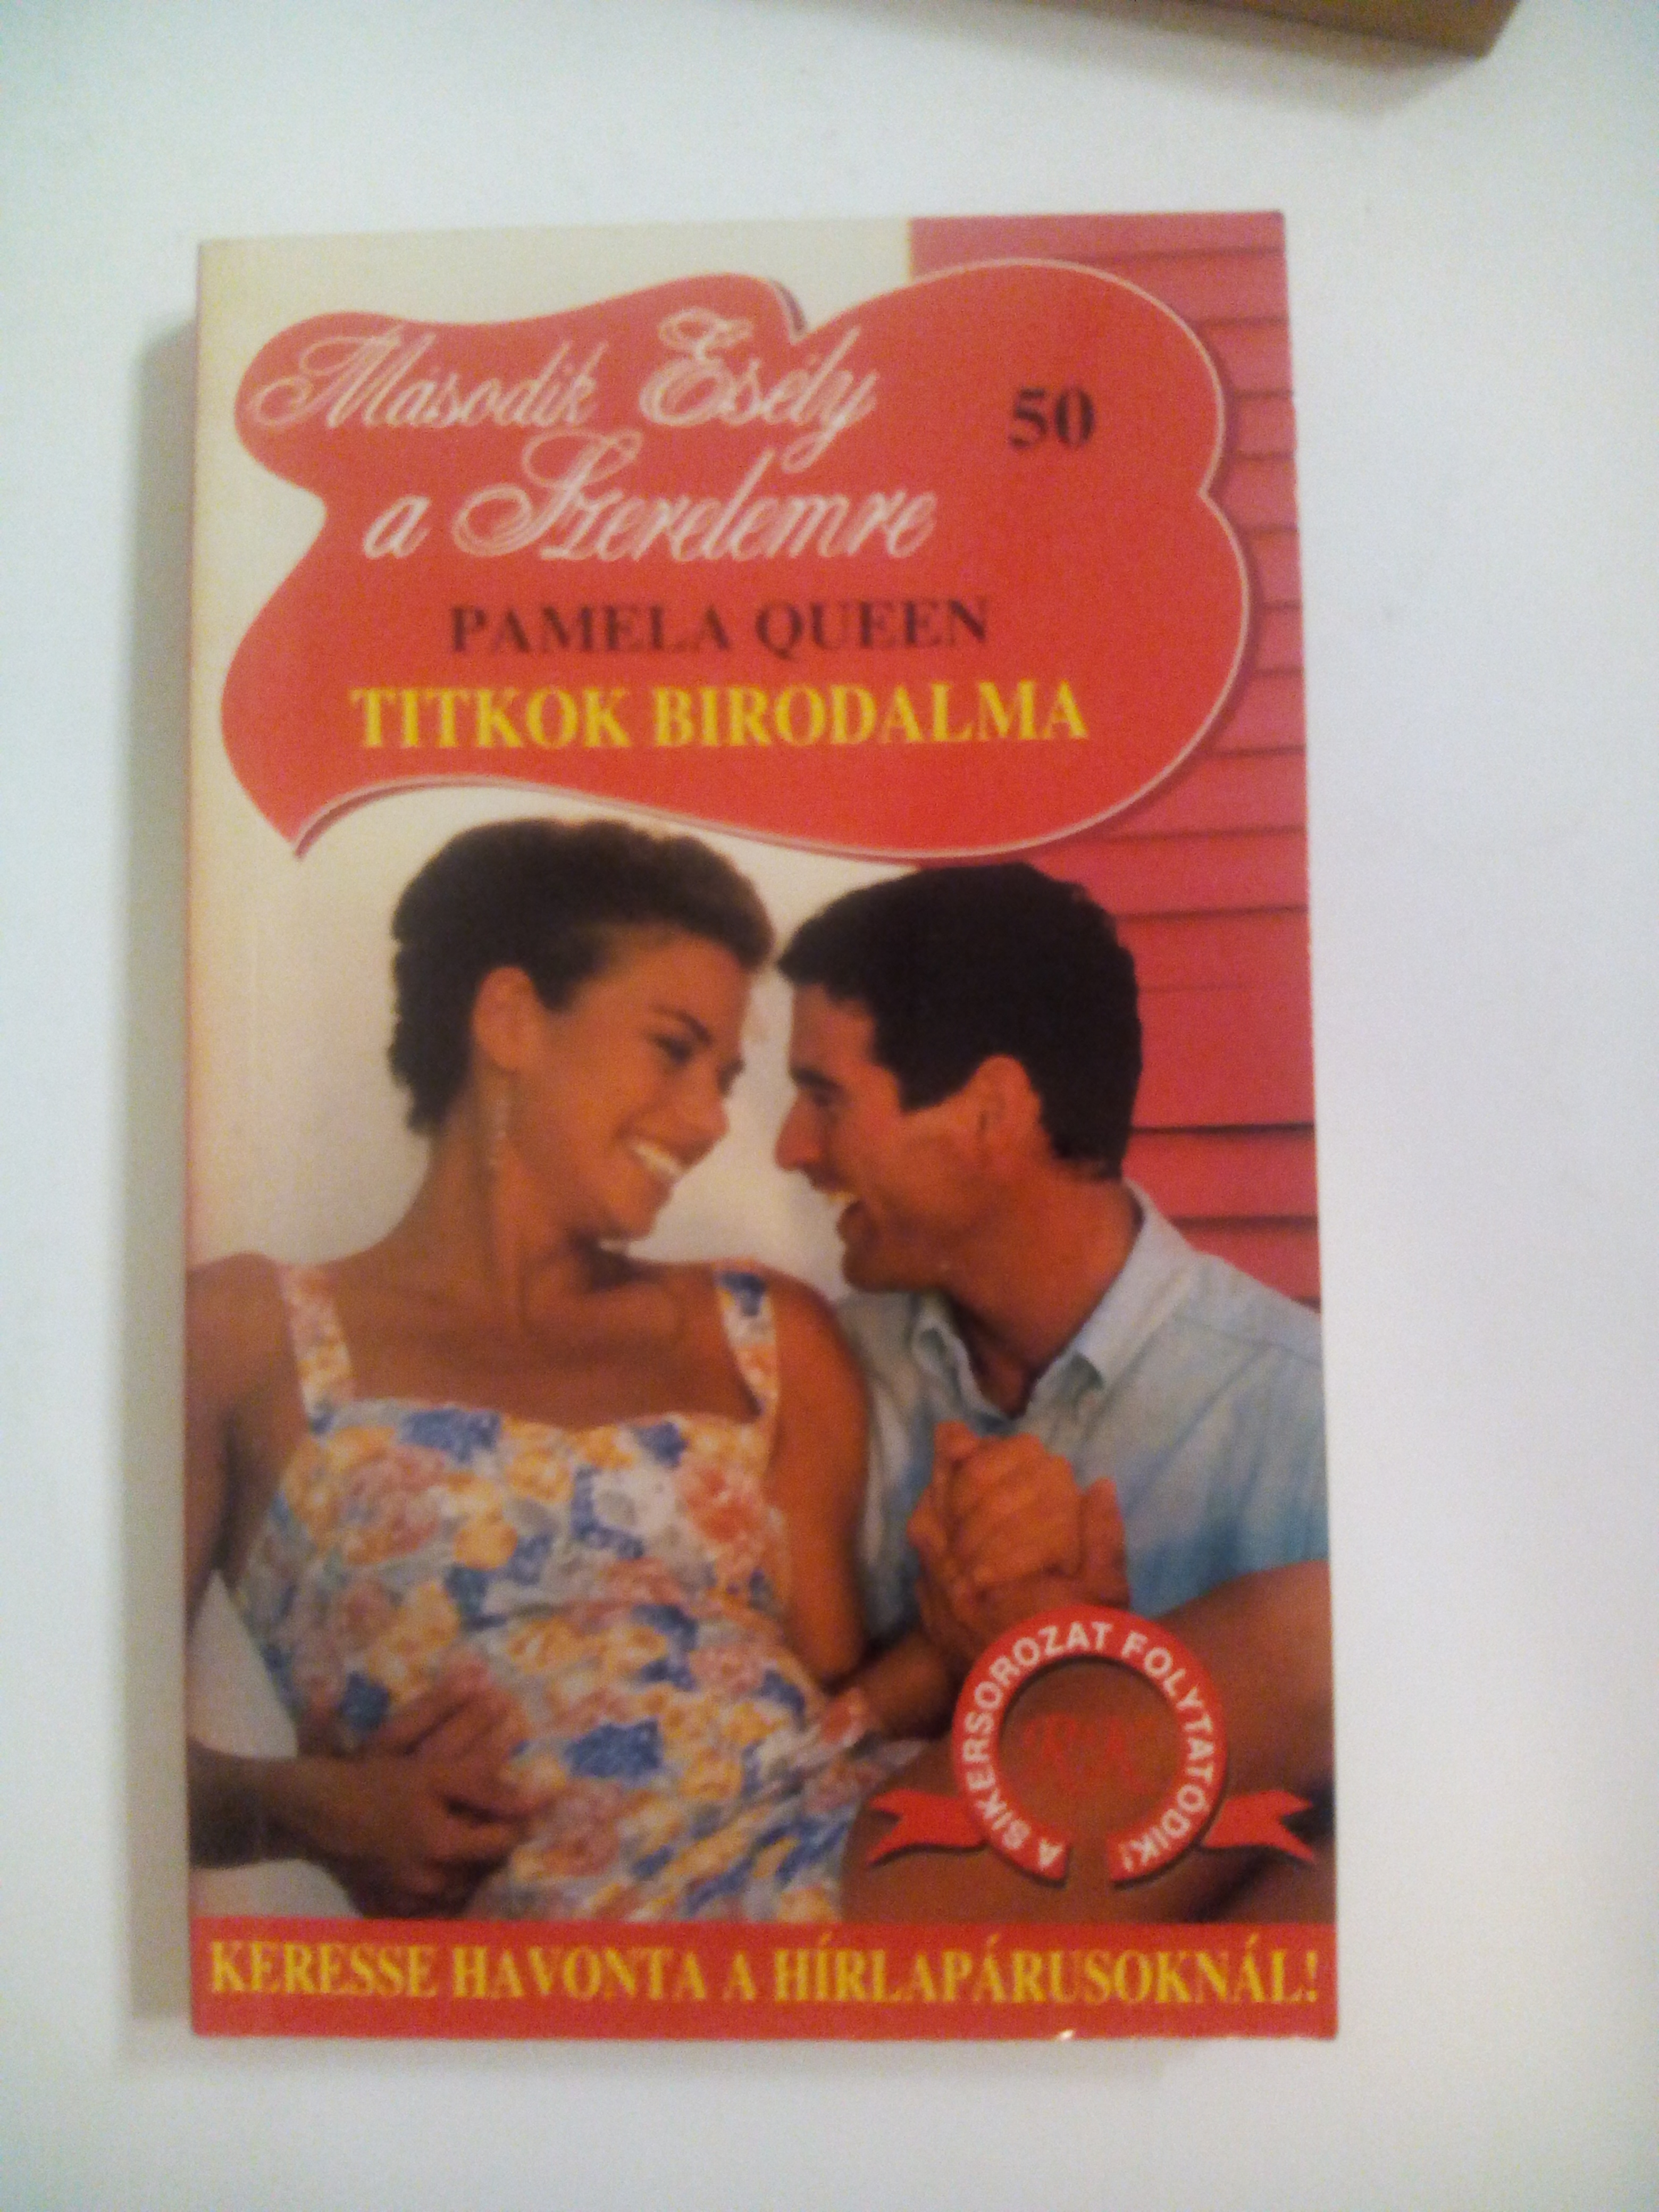 Második Esély
a Szerelemre
50
PAMELA QUEEN
TITKOK BIRODALMA
A SIKERSOROZAT FOLYTATÓDIK!
KERESSE HAVONTA A HÍRLAPÁRUSOKNÁL!